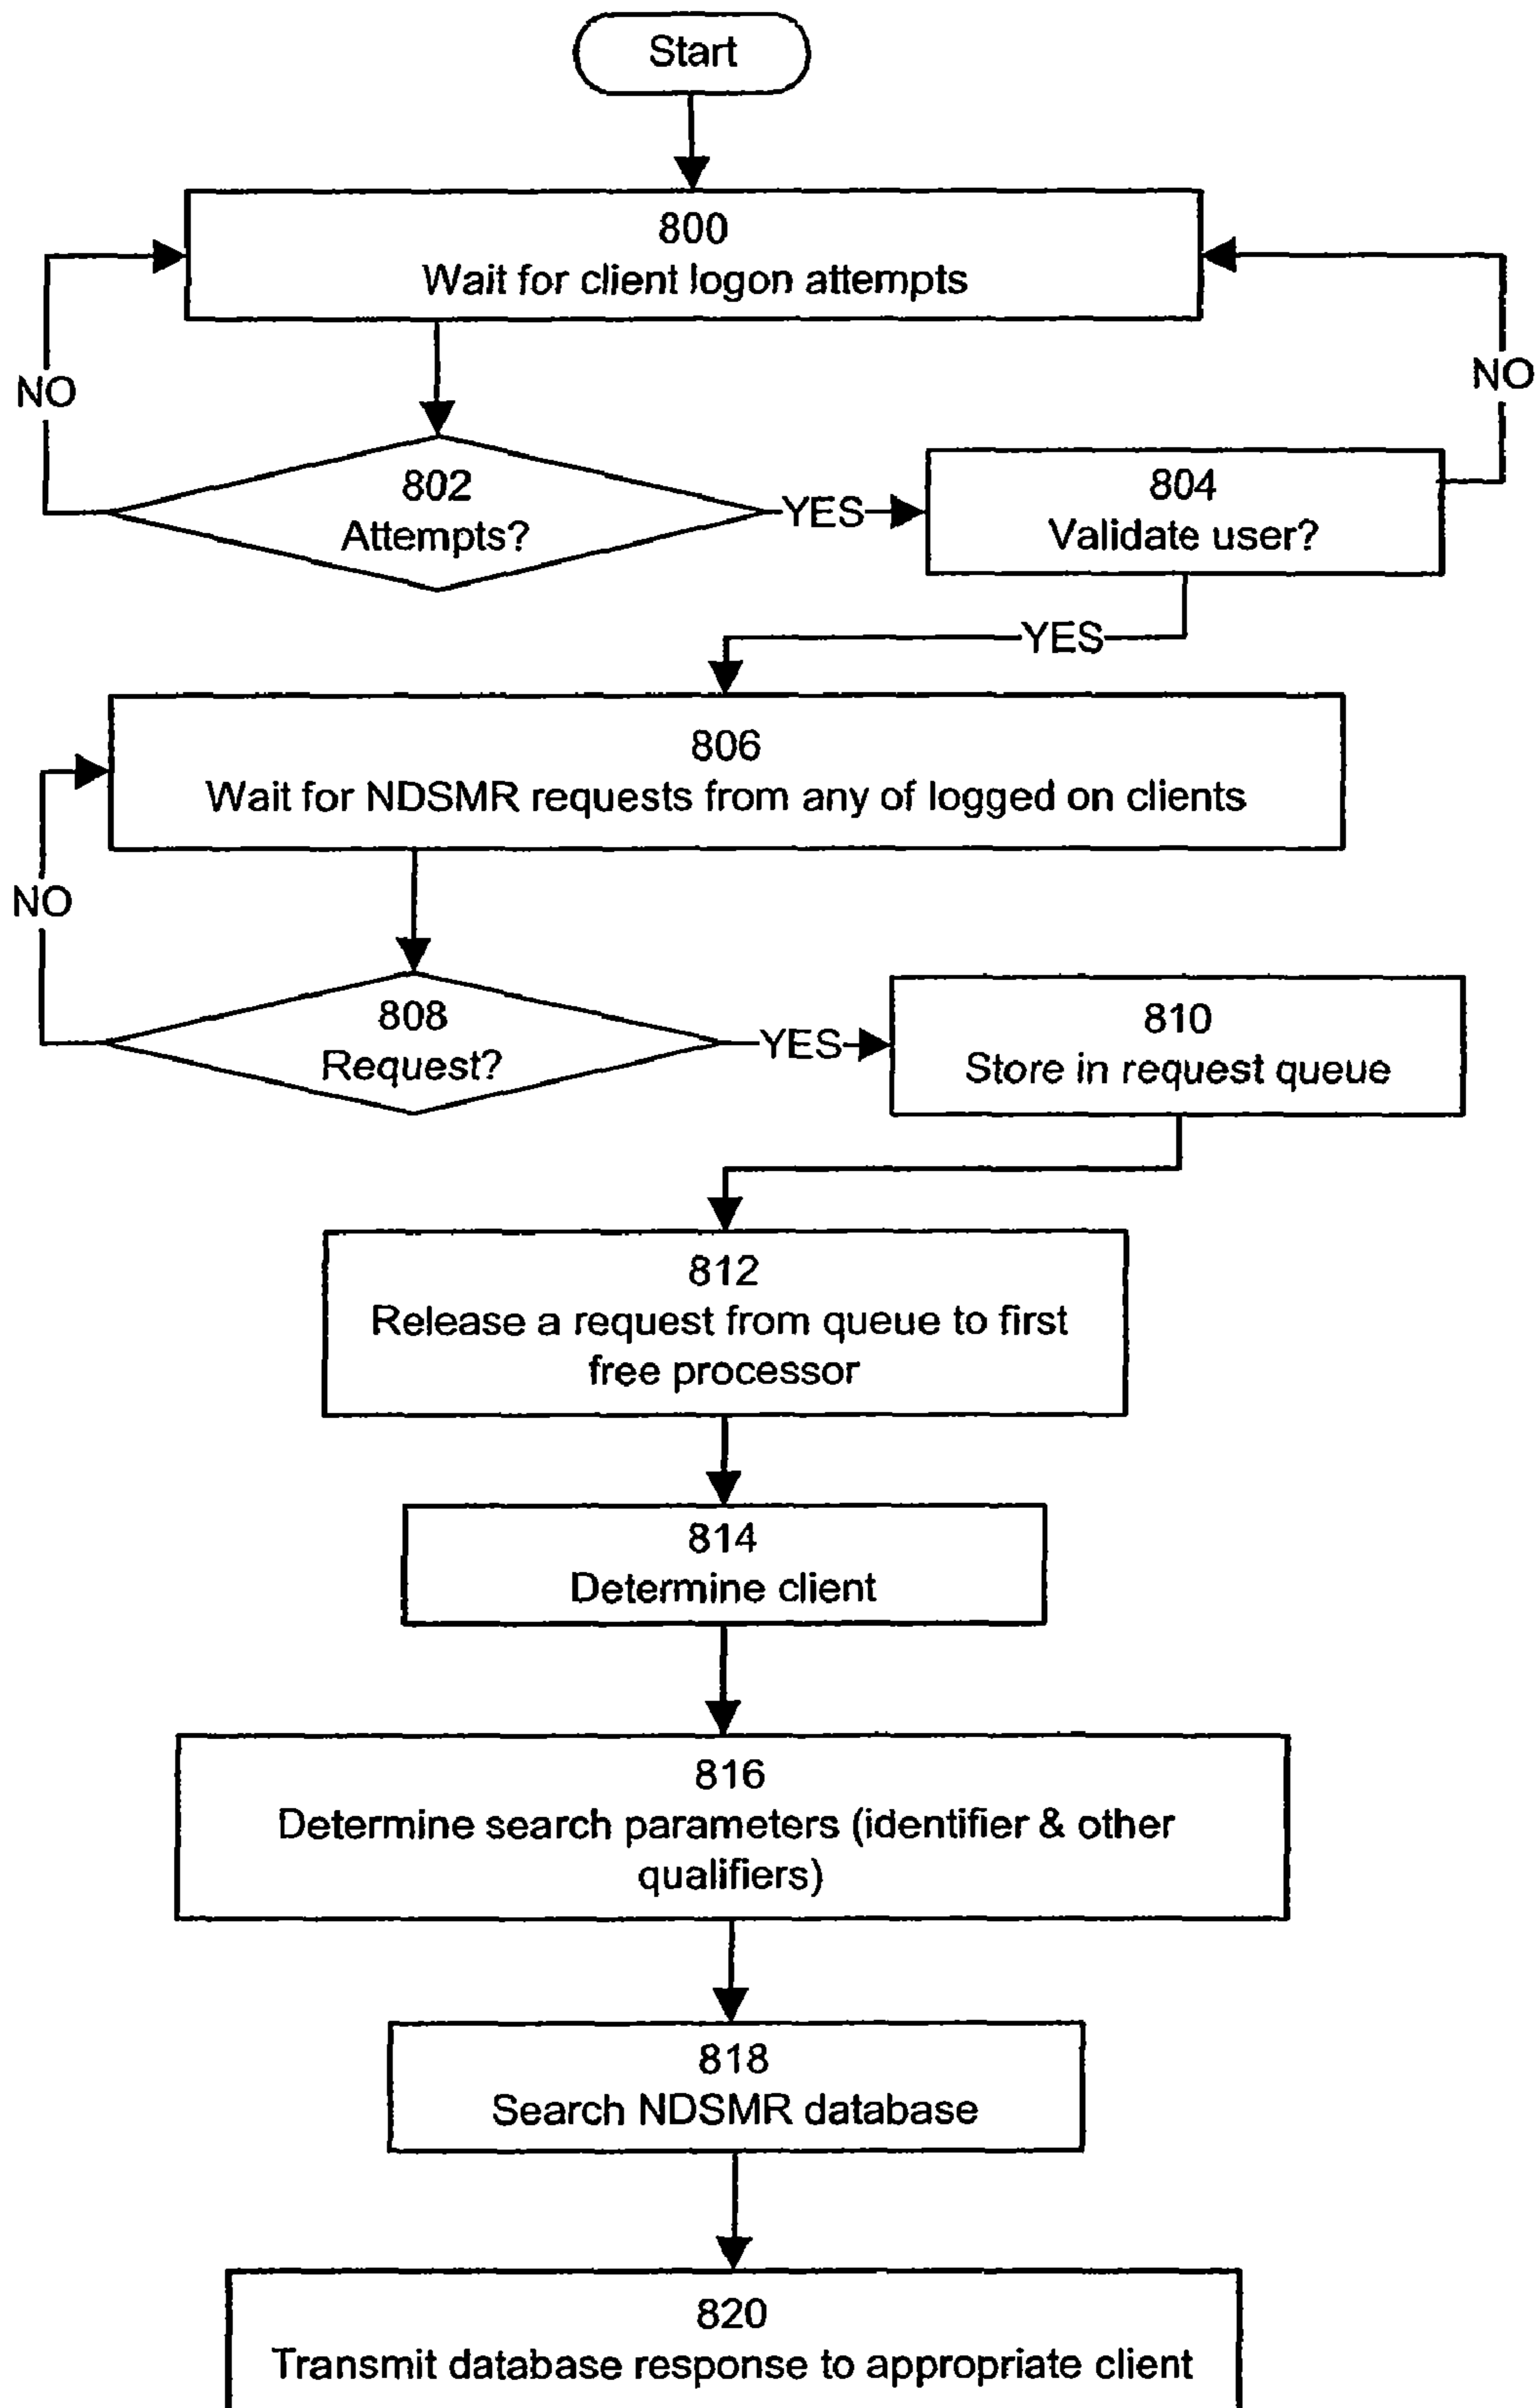 Start
800
Wait for client logon attempts
NO
NO
802
Attempts?
YES
804
Validate user?
YES
806
Wait for NDSMR requests from any of logged on clients
NO
808
Request?
YES
810
Store in request queue
812
Release a request from queue to first
free processor
814
Determine client
816
Determine search parameters (identifier & other
qualifiers)
818
Search NDSMR database
820
Transmit database response to appropriate client